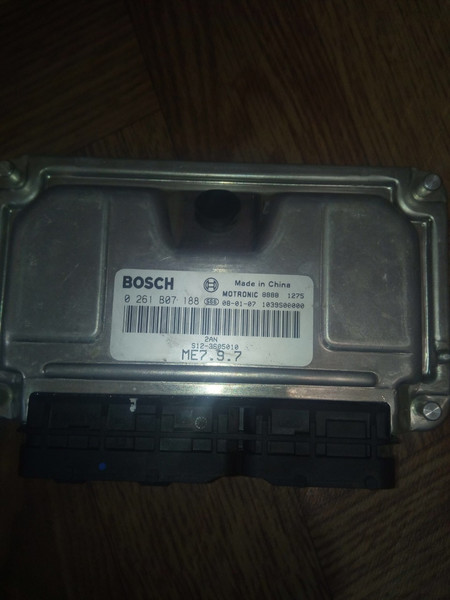 BOSCH
Made in China
0 261 B07 188
MOTRONIC 8888 1275
08-01-07 1039S06000
2AN
S12-3605010
ME7.9.7